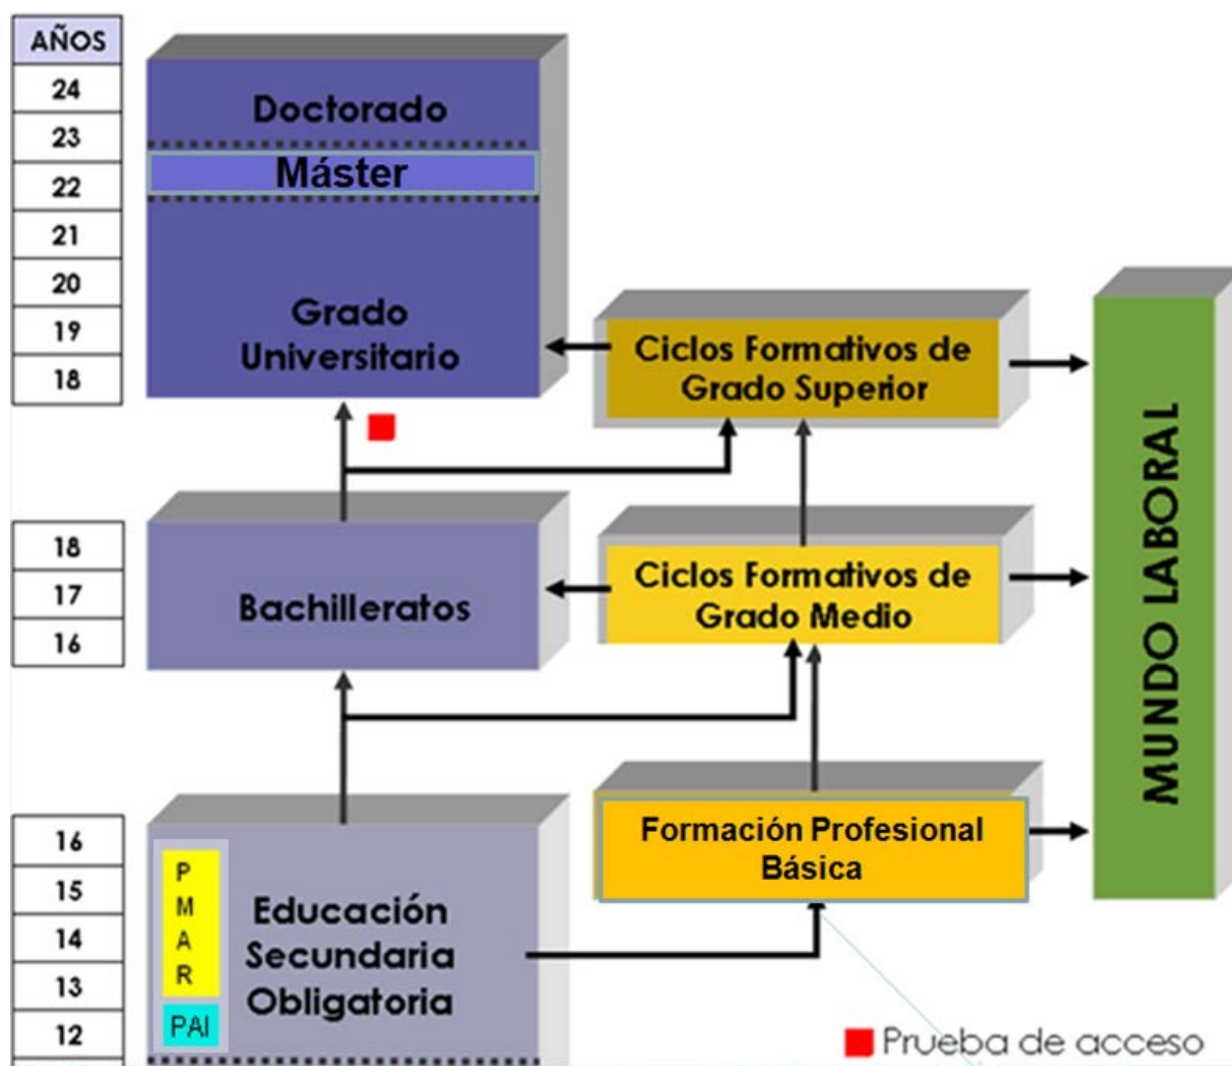 AÑOS
24
23
22
21
20
19
18
18
17
16
16
15
14
13
12
Doctorado
Máster
Grado
Universitario
Ciclos Formativos de
Grado Superior
Bachilleratos
Ciclos Formativos de
Grado Medio
P
M
A
R
PAI
Educación
Secundaria
Obligatoria
Formación Profesional
Básica
MUNDO LABORAL
Prueba de acceso